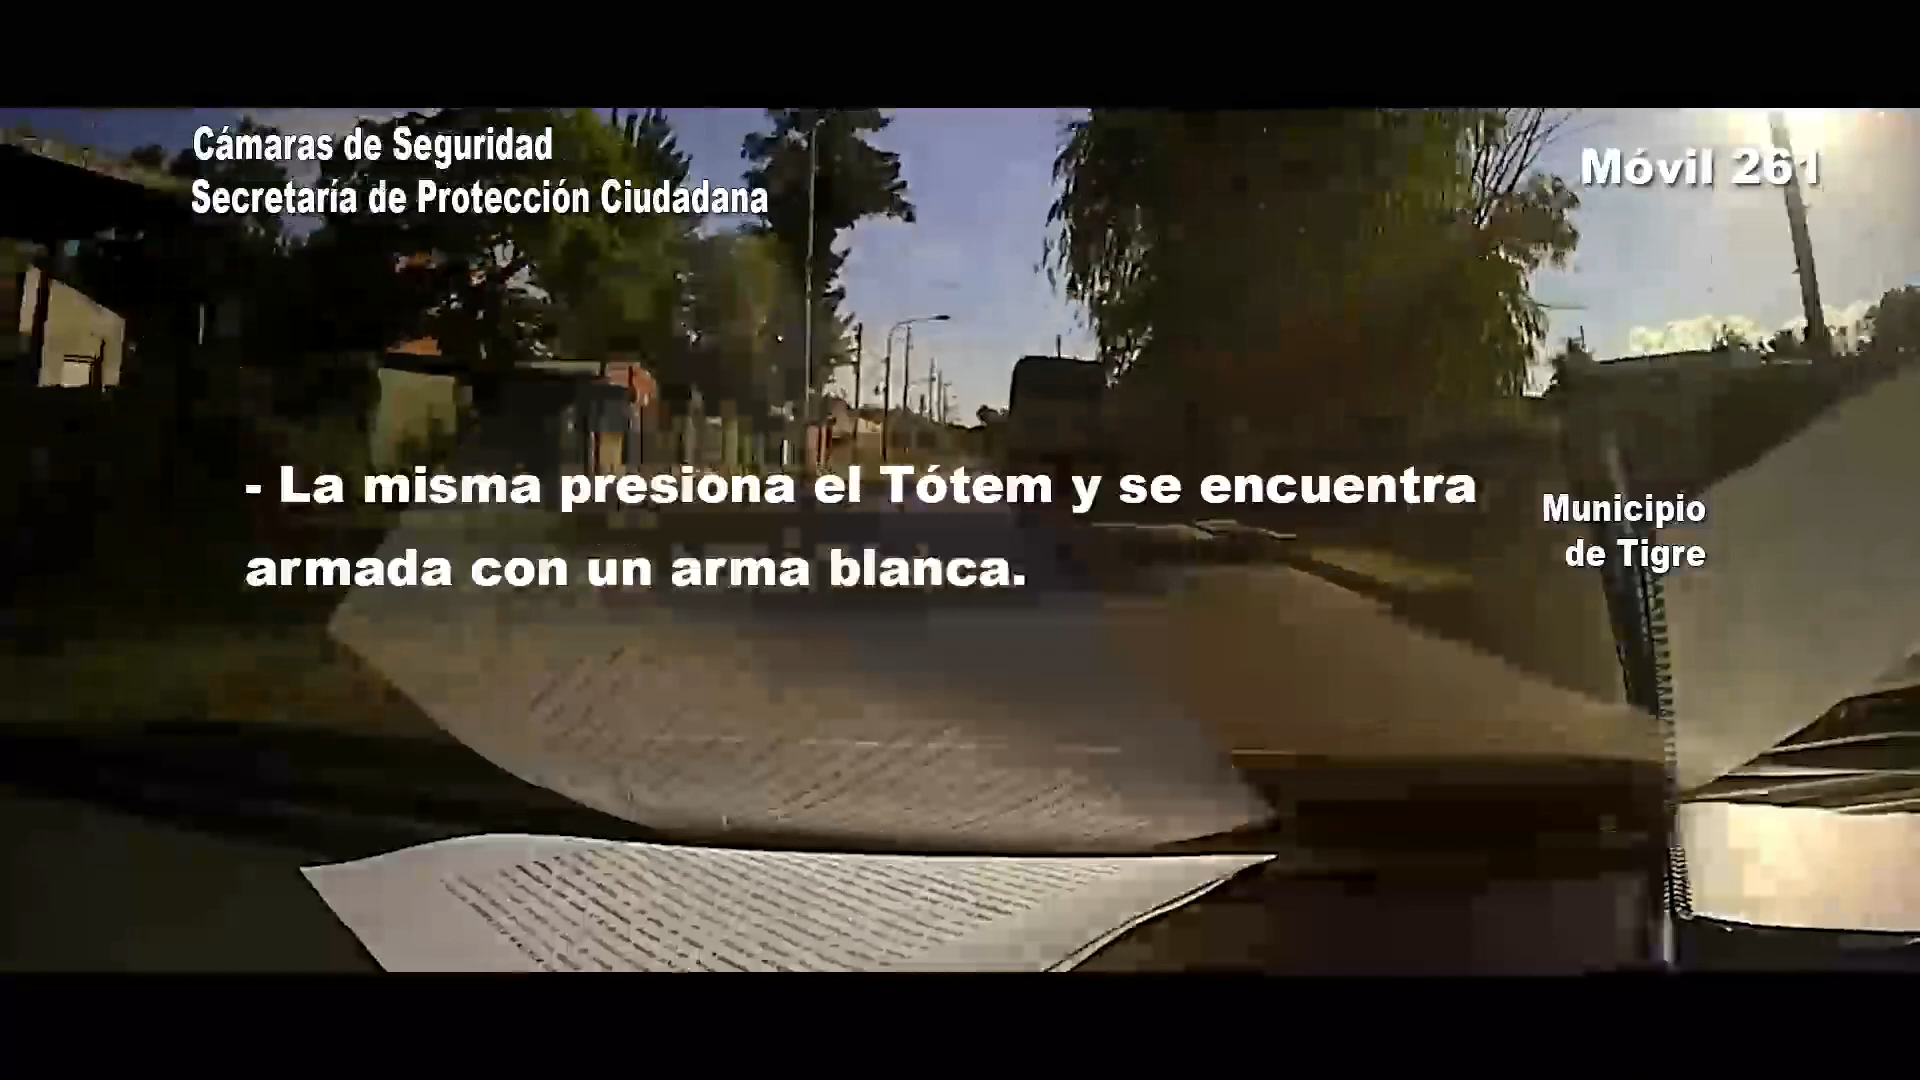 Cámaras de Seguridad
Secretaría de Protección Ciudadana
Móvil 261
- La misma presiona el Tótem y se encuentra
armada con un arma blanca.
Municipio
de Tigre